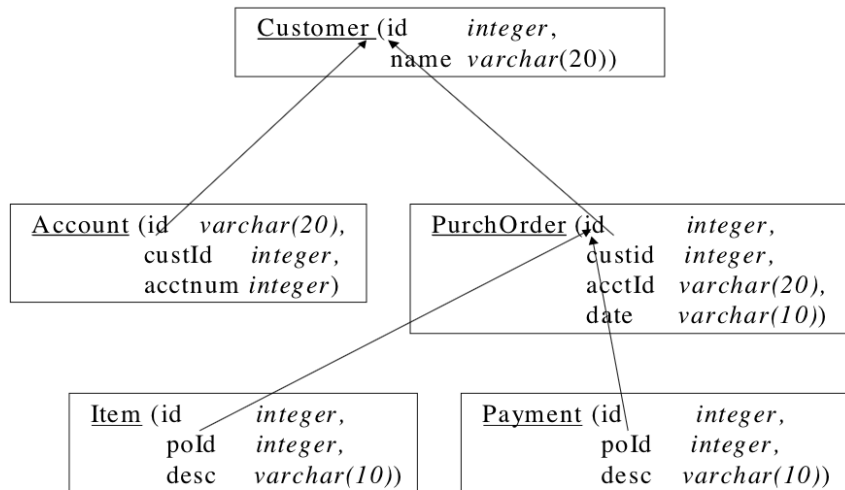 Customer (id integer,
name varchar(20))
Account (id varchar(20),
custId integer,
acctnum integer)
PurchOrder (id integer,
custid integer,
acctId varchar(20),
date varchar(10))
Item (id integer,
poId integer,
desc varchar(10))
Payment (id integer,
poId integer,
desc varchar(10))